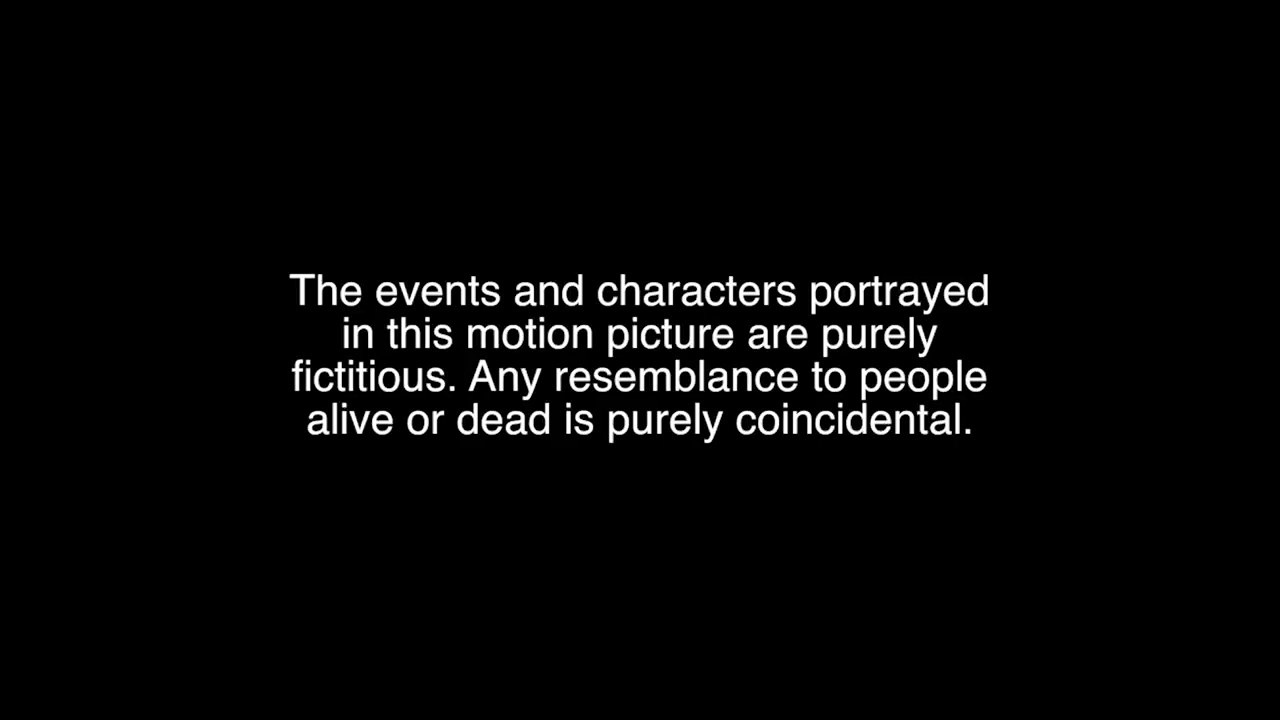 The events and characters portrayed
in this motion picture are purely
fictitious. Any resemblance to people
alive or dead is purely coincidental.